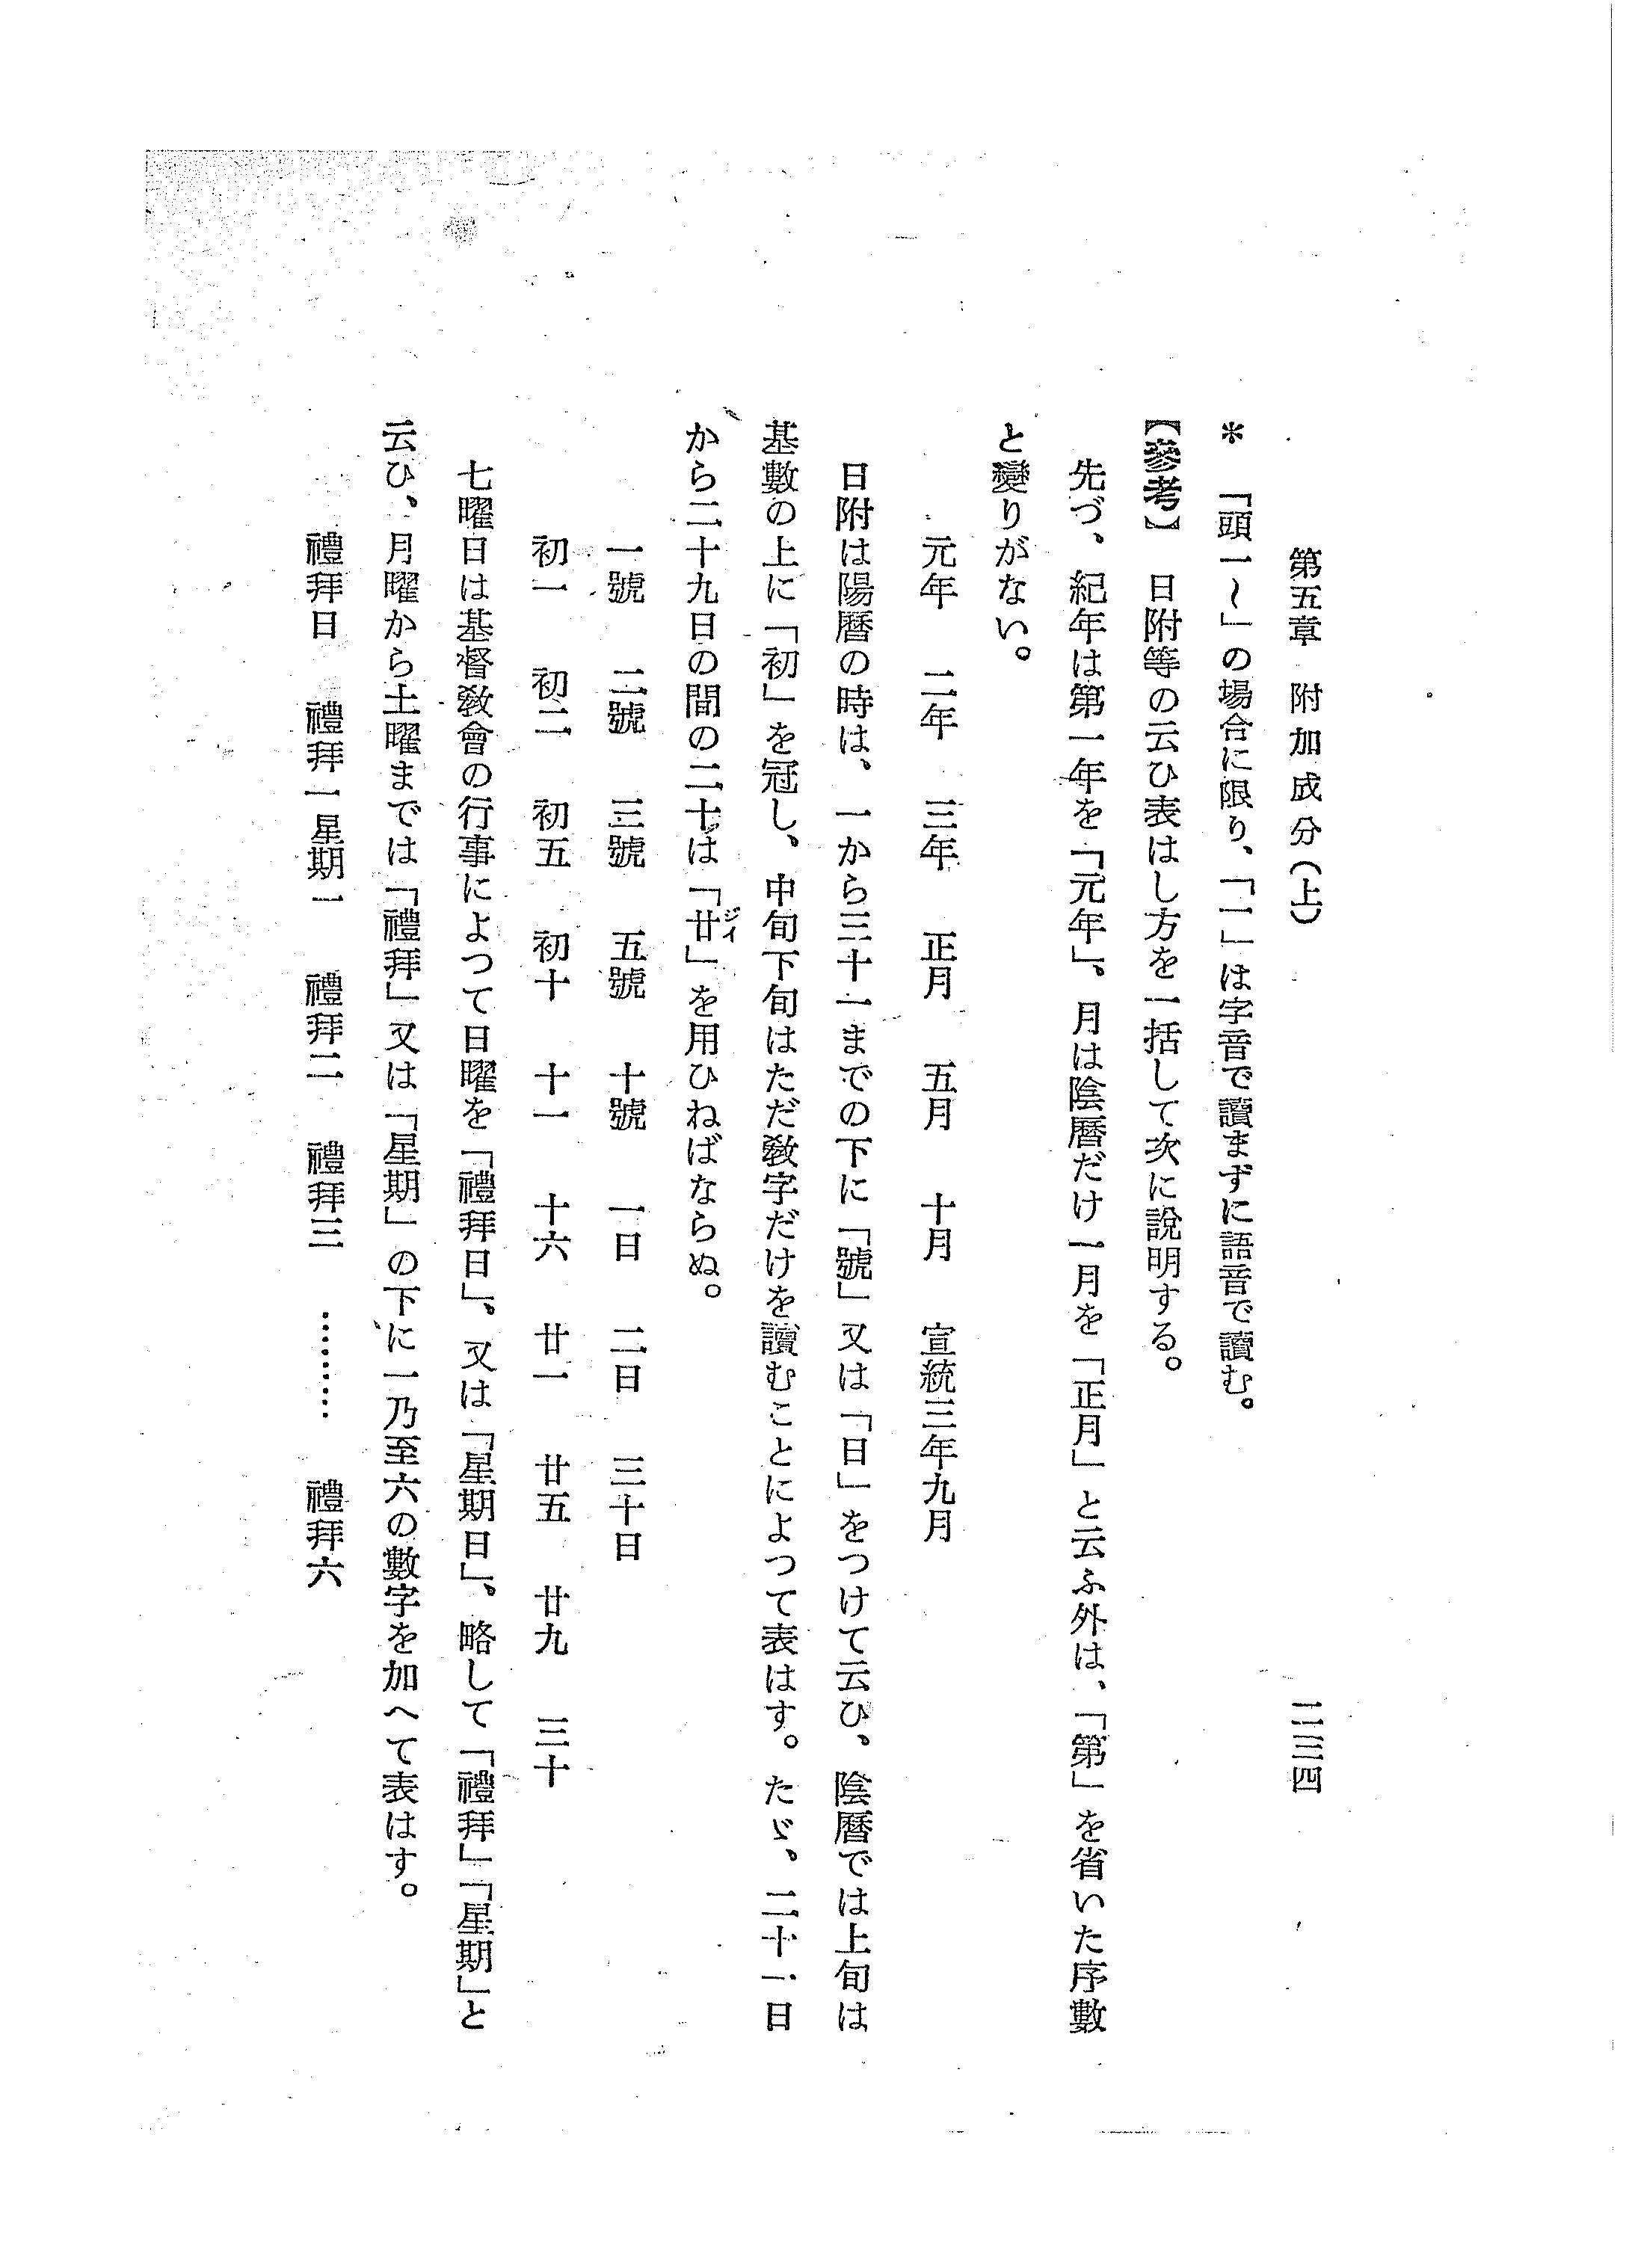 第五章　附加成分(上)　二三四
＊　「頭一〜」の場合に限り、「一」は字音で讀まずに語音で讀む。
【參考】　日附等の云ひ表はし方を一括して次に說明する。
先づ、紀年は第一年を「元年」、月は陰曆だけ一月を「正月」と云ふ外は、「第」を省いた序數
と變りがない。
元年　二年　三年　正月　五月　十月　宣統三年九月
日附は陽曆の時は、一から三十一までの下に「號」又は「日」をつけて云ひ、陰曆では上旬は
基數の上に「初」を冠し、中旬下旬はただ敎字だけを讀むことによつて表はす。たゞ、二十一日
から二十九日の間の二十は「廿」を用ひねばならぬ。
ジイ
一號　二號　三號　五號　十號　一日　二日　三十日
初一　初二　初五　初十　十一　十六　廿一　廿五　廿九　三十
七曜日は基督敎會の行事によつて日曜を「禮拜日」、又は「星期日」、略して「禮拜」「星期」と
云ひ、月曜から土曜までは「禮拜」又は「星期」の下に一乃至六の數字を加へて表はす。
禮拜日　禮拜一星期一　禮拜二　禮拜三　………　禮拜六